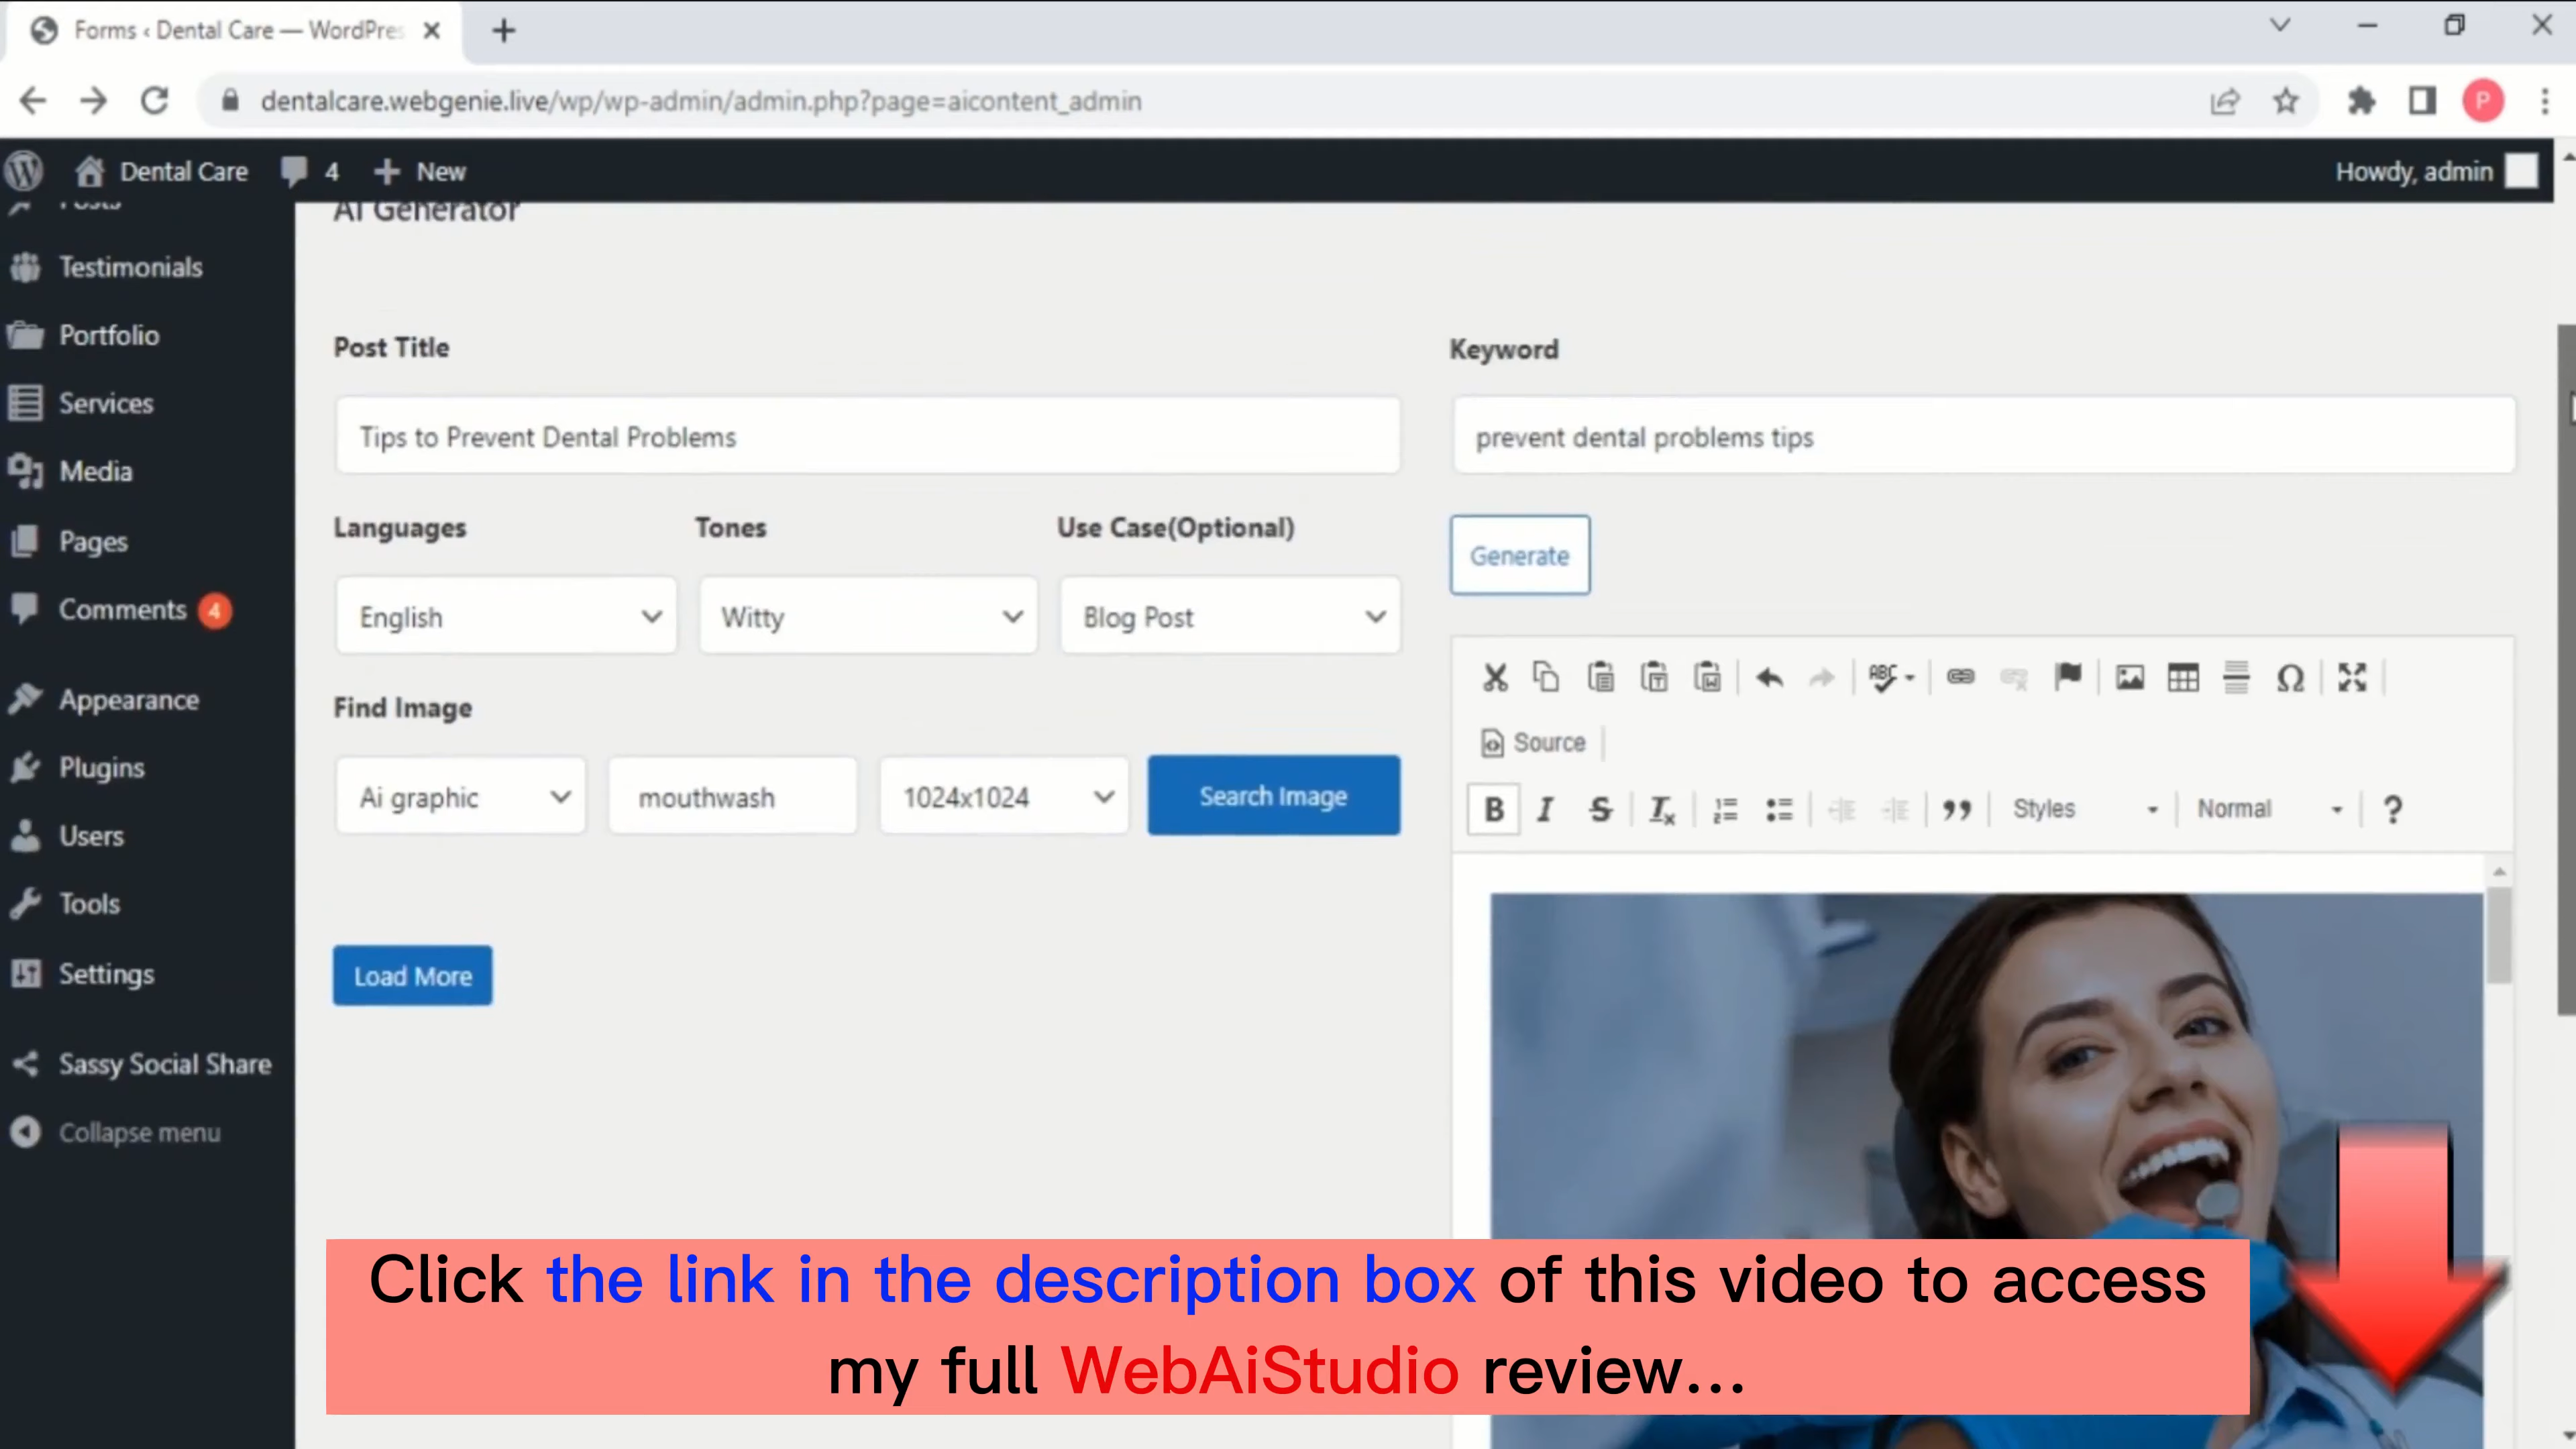 Forms ‹ Dental Care — WordPres
dentalcare.webgenie.live/wp/wp-admin/admin.php?page=aicontent_admin
P
Dental Care 4 New
Howdy, admin
Posts
Testimonials
Portfolio
Services
Media
Pages
Comments 4
Appearance
Plugins
Users
Tools
Settings
Sassy Social Share
Collapse menu
AI Generator
Post Title
Tips to Prevent Dental Problems
Languages Tones Use Case(Optional)
English Witty Blog Post
Find Image
Ai graphic mouthwash 1024x1024 Search Image
Load More
Keyword
prevent dental problems tips
Generate
ABC
Source
B I S Tx Styles Normal ?
Click the link in the description box of this video to access
my full WebAiStudio review...